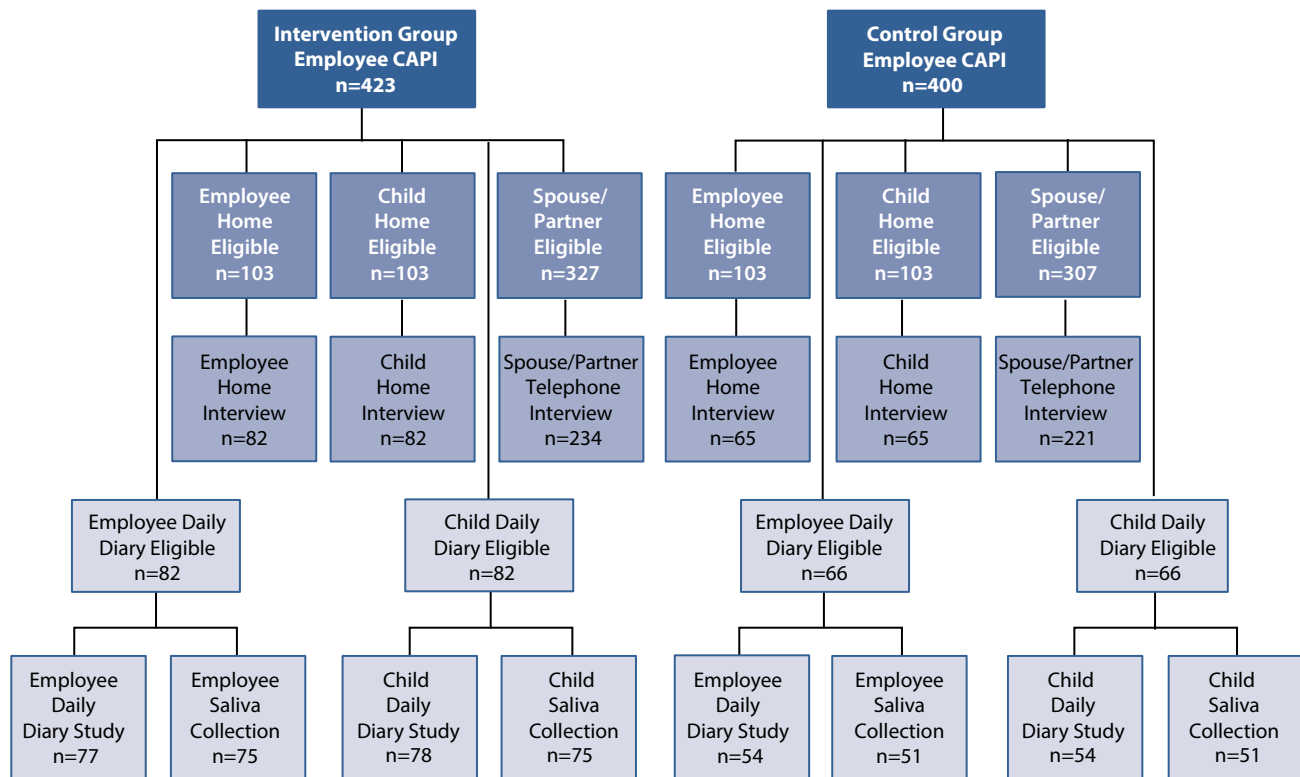 Intervention Group
Employee CAPI
n=423
Control Group
Employee CAPI
n=400
Employee
Home
Eligible
n=103
Child
Home
Eligible
n=103
Spouse/
Partner
Eligible
n=327
Employee
Home
Eligible
n=103
Child
Home
Eligible
n=103
Spouse/
Partner
Eligible
n=307
Employee
Home
Interview
n=82
Child
Home
Interview
n=82
Spouse/Partner
Telephone
Interview
n=234
Employee
Home
Interview
n=65
Child
Home
Interview
n=65
Spouse/Partner
Telephone
Interview
n=221
Employee Daily
Diary Eligible
n=82
Child Daily
Diary Eligible
n=82
Employee Daily
Diary Eligible
n=66
Child Daily
Diary Eligible
n=66
Employee
Daily
Diary Study
n=77
Employee
Saliva
Collection
n=75
Child
Daily
Diary Study
n=78
Child
Saliva
Collection
n=75
Employee
Daily
Diary Study
n=54
Employee
Saliva
Collection
n=51
Child
Daily
Diary Study
n=54
Child
Saliva
Collection
n=51